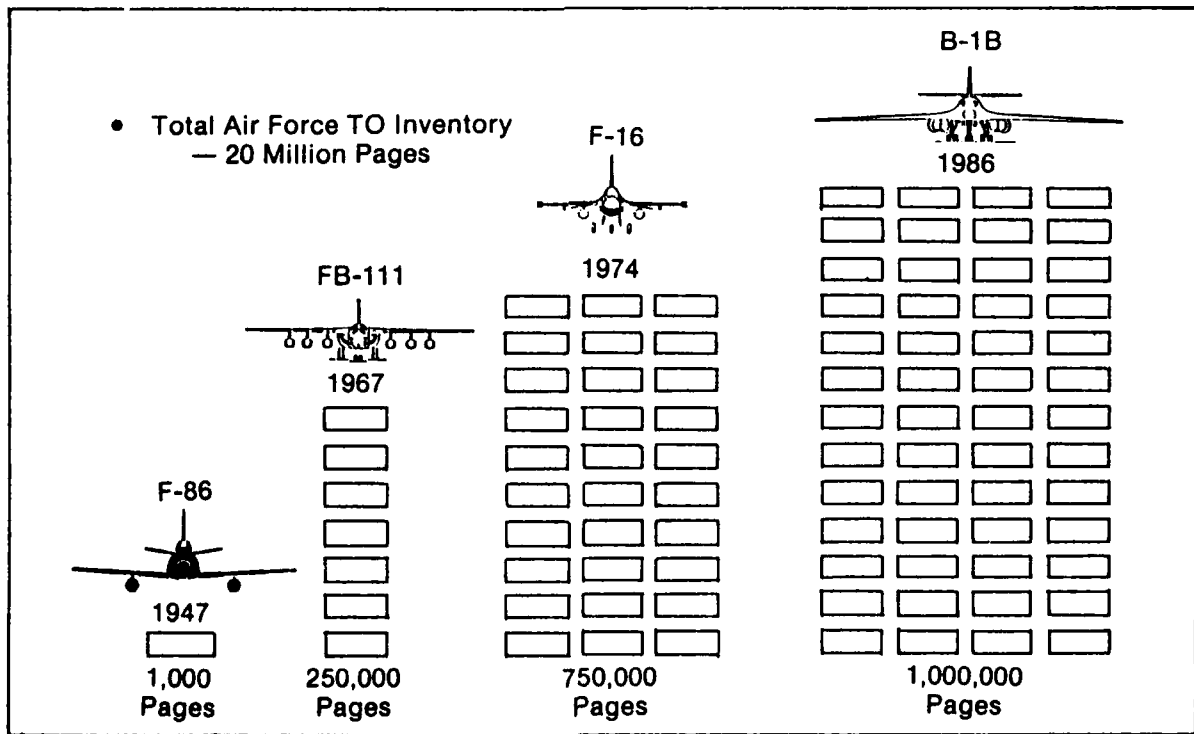 ● Total Air Force TO Inventory
— 20 Million Pages
F-86
1947
1,000
Pages
FB-111
1967
250,000
Pages
F-16
1974
750,000
Pages
B-1B
1986
1,000,000
Pages